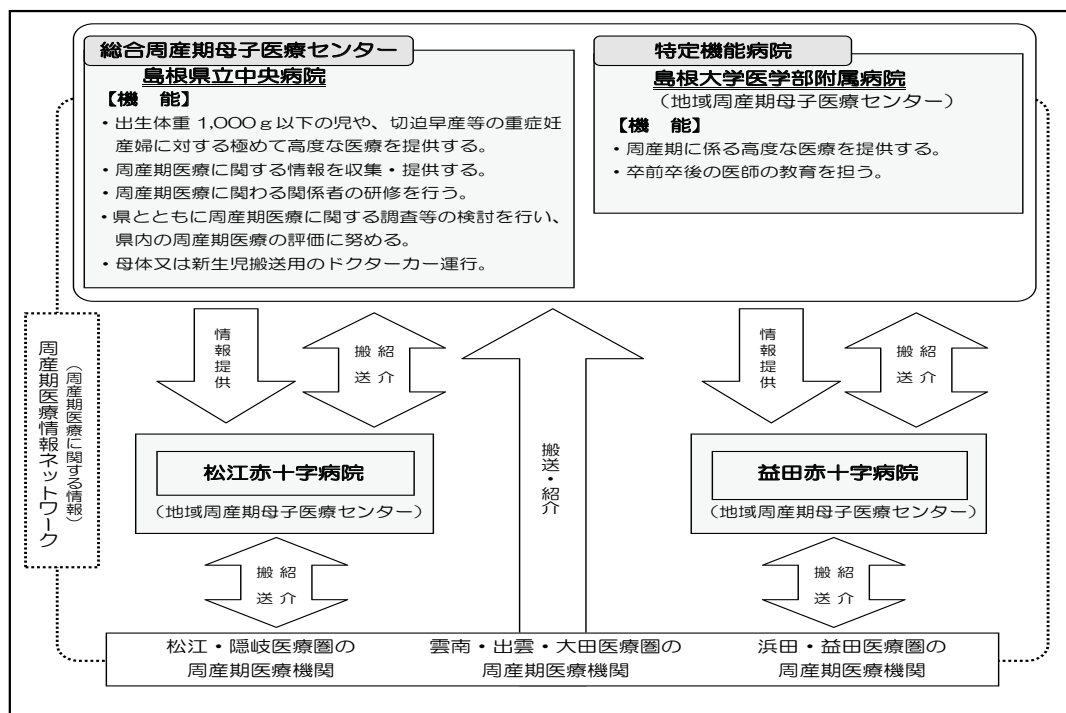 総合周産期母子医療センター
島根県立中央病院
【機　能】
・出生体重 1,000ｇ以下の児や、切迫早産等の重症妊
産婦に対する極めて高度な医療を提供する。
・周産期医療に関する情報を収集・提供する。
・周産期医療に関わる関係者の研修を行う。
・県とともに周産期医療に関する調査等の検討を行い、
県内の周産期医療の評価に努める。
・母体又は新生児搬送用のドクターカー運行。
特定機能病院
島根大学医学部附属病院
（地域周産期母子医療センター）
【機　能】
・周産期に係る高度な医療を提供する。
・卒前卒後の医師の教育を担う。
周産期医療情報ネットワーク
（周産期医療に関する情報）
情報提供
紹介
搬送
搬送・紹介
情報提供
紹介
搬送
松江赤十字病院
（地域周産期母子医療センター）
益田赤十字病院
（地域周産期母子医療センター）
紹介
搬送
紹介
搬送
松江・隠岐医療圏の
周産期医療機関
雲南・出雲・大田医療圏の
周産期医療機関
浜田・益田医療圏の
周産期医療機関